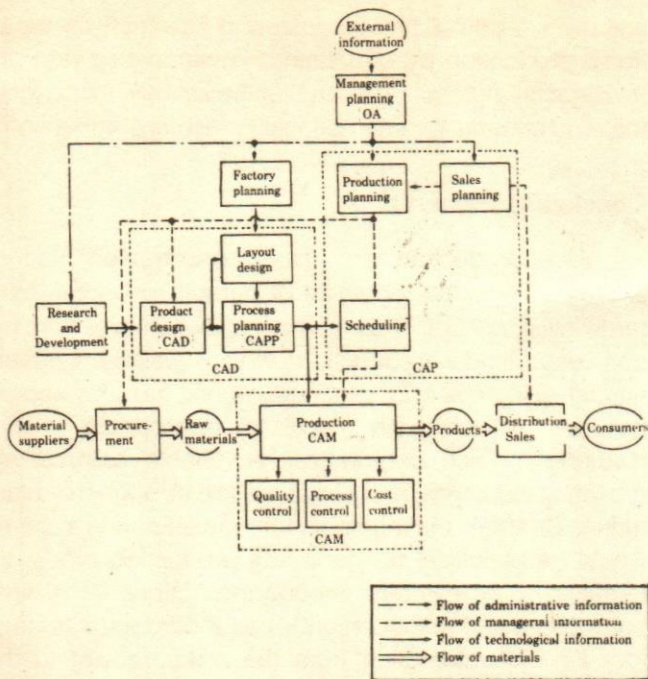 External
information
Management
planning
OA
Factory
planning
Production
planning
Sales
planning
Layout
design
Research
and
Development
Product
design
CAD
Process
planning
CAPP
Scheduling
CAD
CAP
Material
suppliers
Procure-
ment
Raw
materials
Production
CAM
Products
Distribution
Sales
Consumers
Quality
control
Process
control
Cost
control
CAM
Flow of administrative information
Flow of managerial information
Flow of technological information
Flow of materials